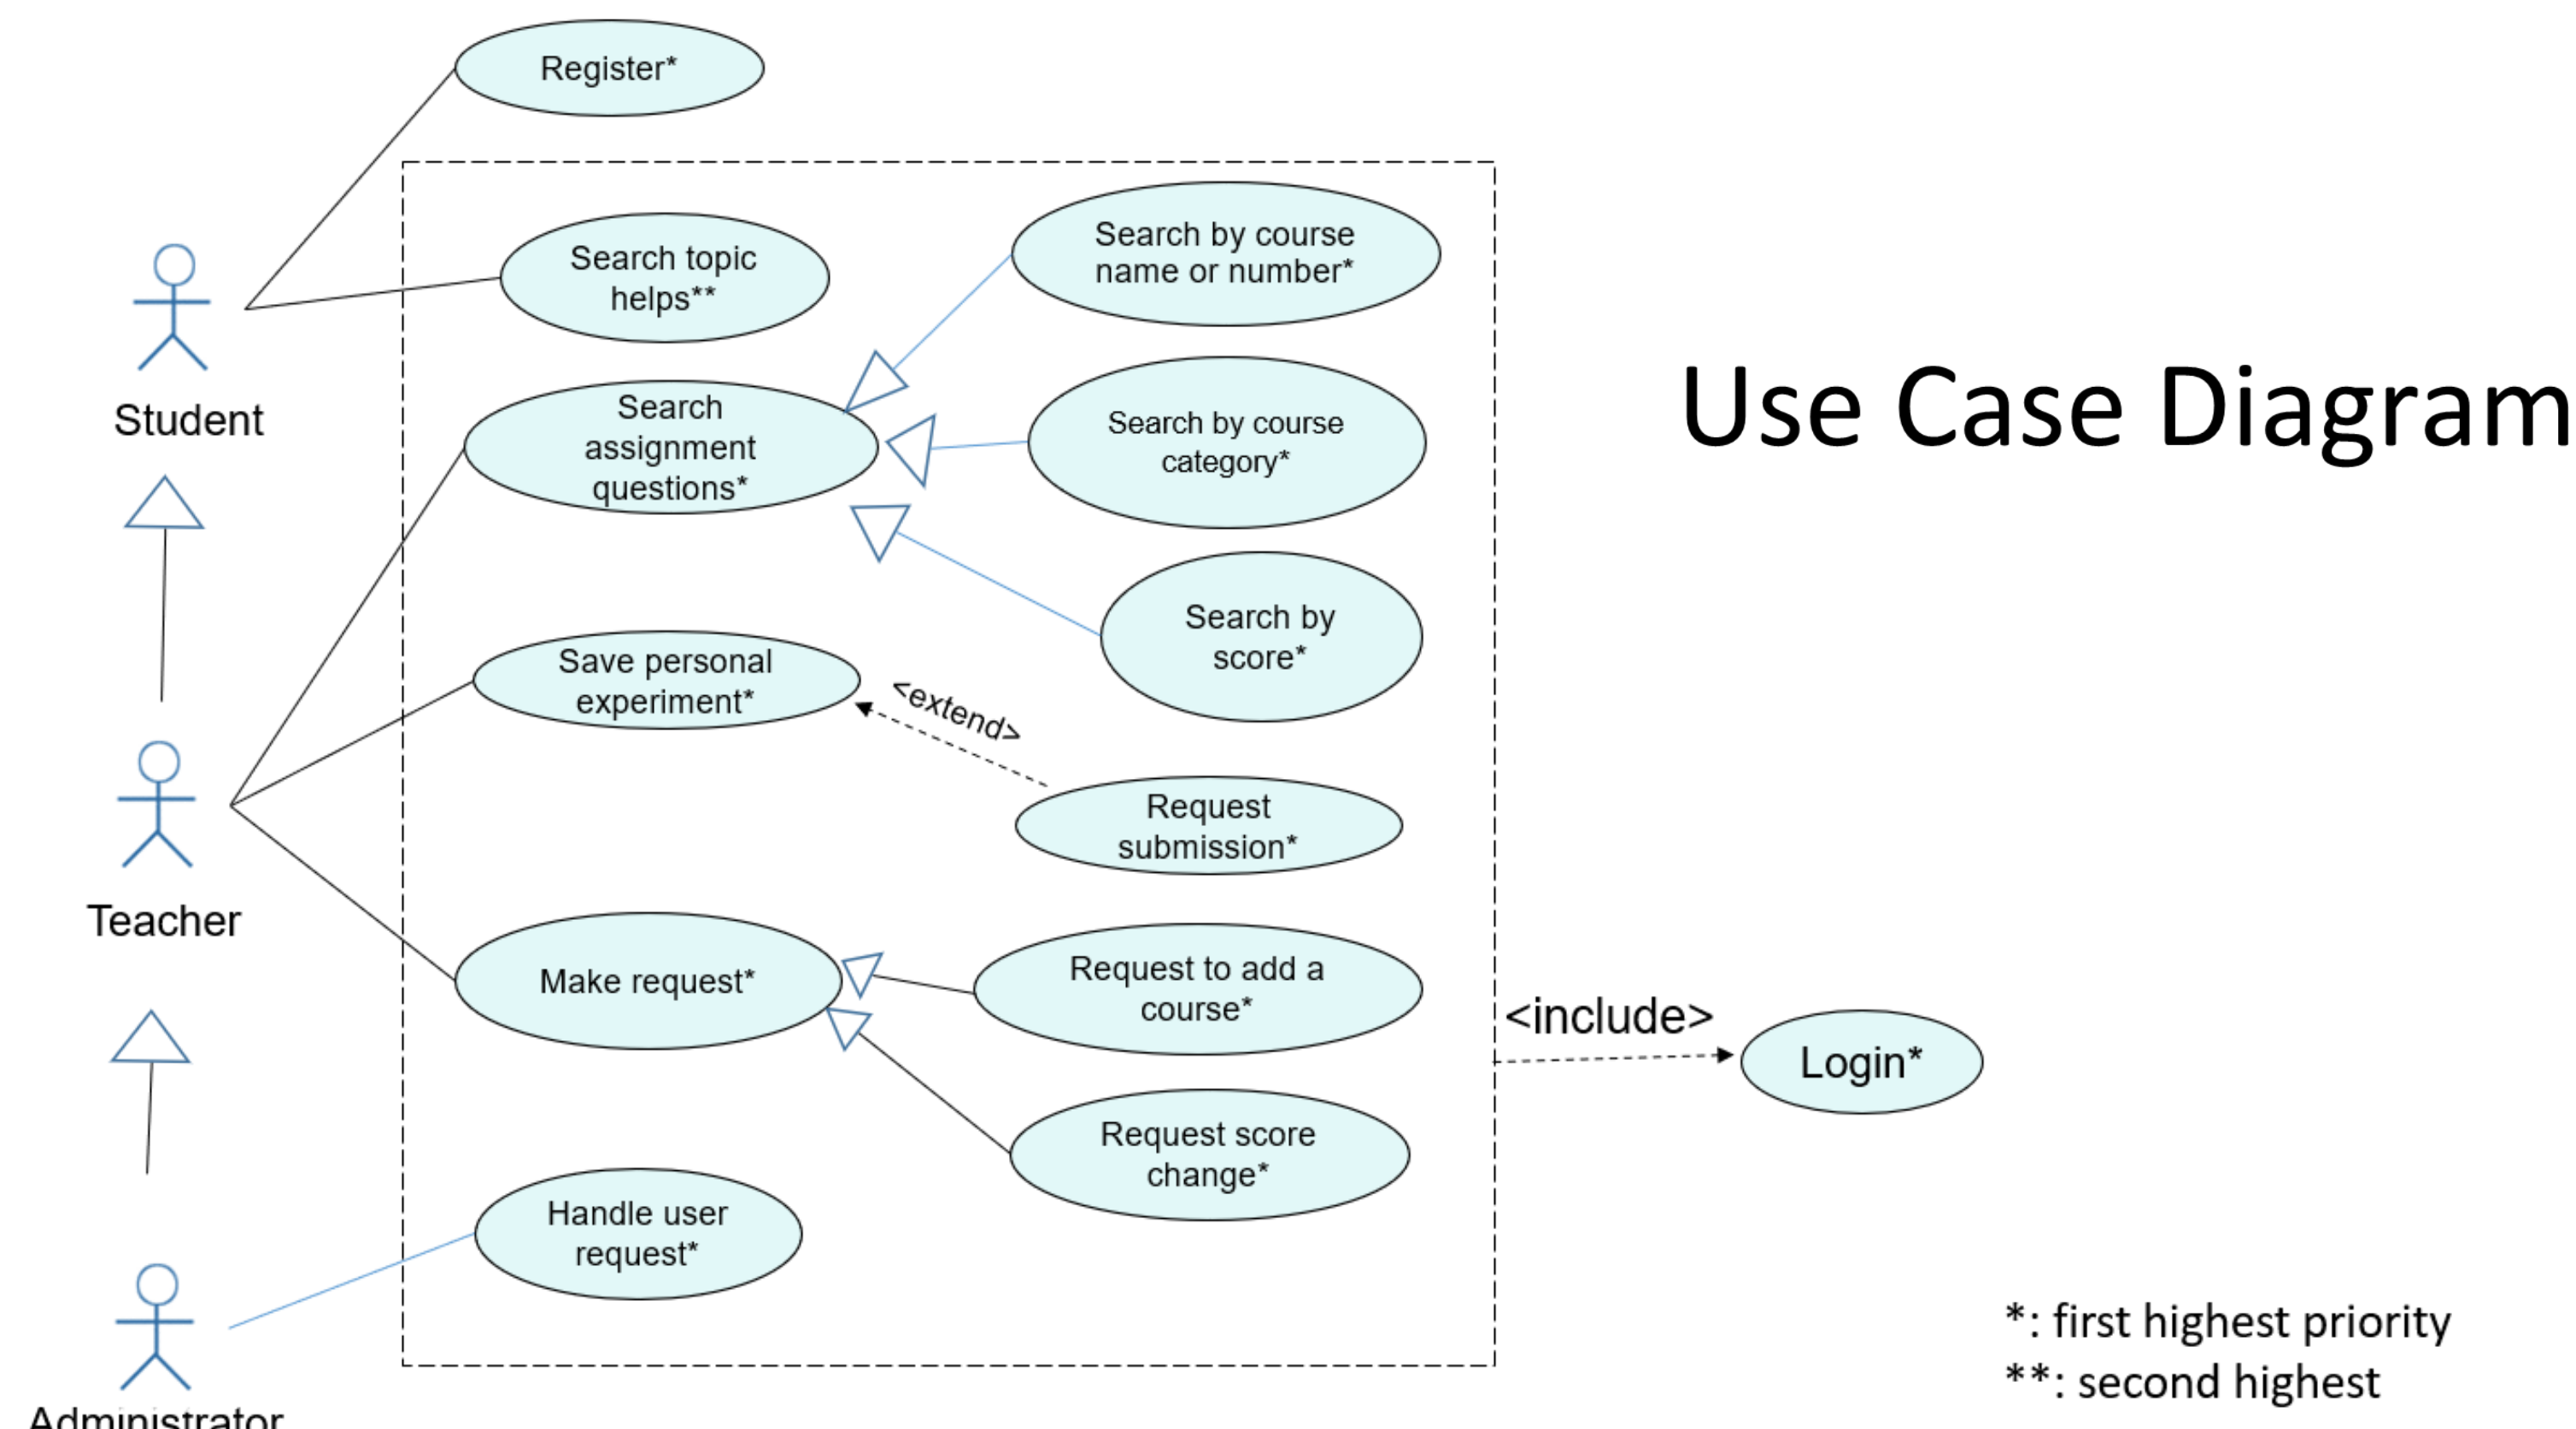 Register*
Search topic
helps**
Search by course
name or number*
Search
assignment
questions*
Search by course
category*
Search by
score*
Student
Use Case Diagram
Save personal
experiment*
<extend>
Request
submission*
Teacher
Make request*
Request to add a
course*
<include>
Login*
Request score
change*
Handle user
request*
Administrator
*: first highest priority
**: second highest